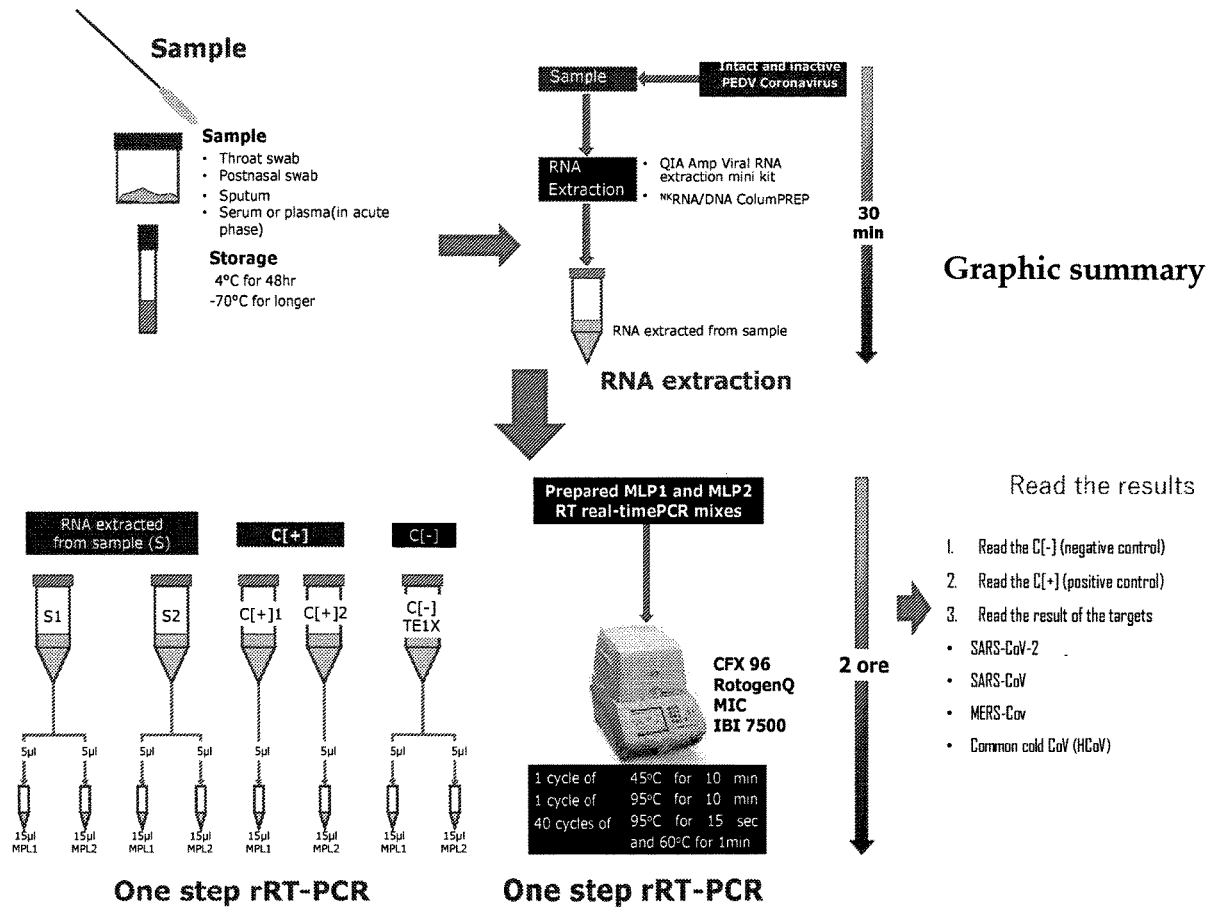 Sample
Sample
• Throat swab
• Postnasal swab
• Sputum
• Serum or plasma(in acute
phase)
Storage
4°C for 48hr
-70°C for longer
Sample
Intact and inactive
PEDV Coronavirus
RNA
Extraction
• QIA Amp Viral RNA
extraction mini kit
• NKRNA/DNA ColumPREP
RNA extracted from sample
RNA extraction
30
min
Graphic summary
RNA extracted
from sample (S)
C[+]
C[-]
S1
S2
C[+]1
C[+]2
C[-]
TE1X
5µl
5µl
5µl
5µl
5µl
5µl
5µl
5µl
15µl
MPL1
15µl
MPL2
15µl
MPL1
15µl
MPL2
15µl
MPL1
15µl
MPL2
15µl
MPL1
15µl
MPL2
One step rRT-PCR
Prepared MLP1 and MLP2
RT real-timePCR mixes
CFX 96
RotogenQ
MIC
IBI 7500
1 cycle of 45°C for 10 min
1 cycle of 95°C for 10 min
40 cycles of 95°C for 15 sec
and 60°C for 1min
One step rRT-PCR
2 ore
Read the results
1. Read the C[-] (negative control)
2. Read the C[+] (positive control)
3. Read the result of the targets
• SARS-CoV-2
• SARS-CoV
• MERS-Cov
• Common cold CoV (HCoV)